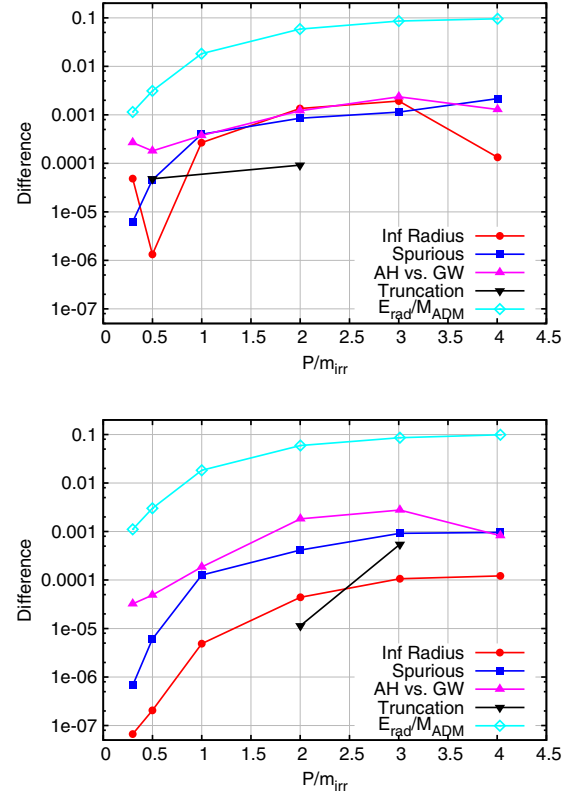 0.1
0.01
0.001
0.0001
1e-05
1e-06
1e-07
Difference
Inf Radius
Spurious
AH vs. GW
Truncation
E_rad/M_ADM
0 0.5 1 1.5 2 2.5 3 3.5 4 4.5
P/m_irr
0.1
0.01
0.001
0.0001
1e-05
1e-06
1e-07
Difference
Inf Radius
Spurious
AH vs. GW
Truncation
E_rad/M_ADM
0 0.5 1 1.5 2 2.5 3 3.5 4 4.5
P/m_irr